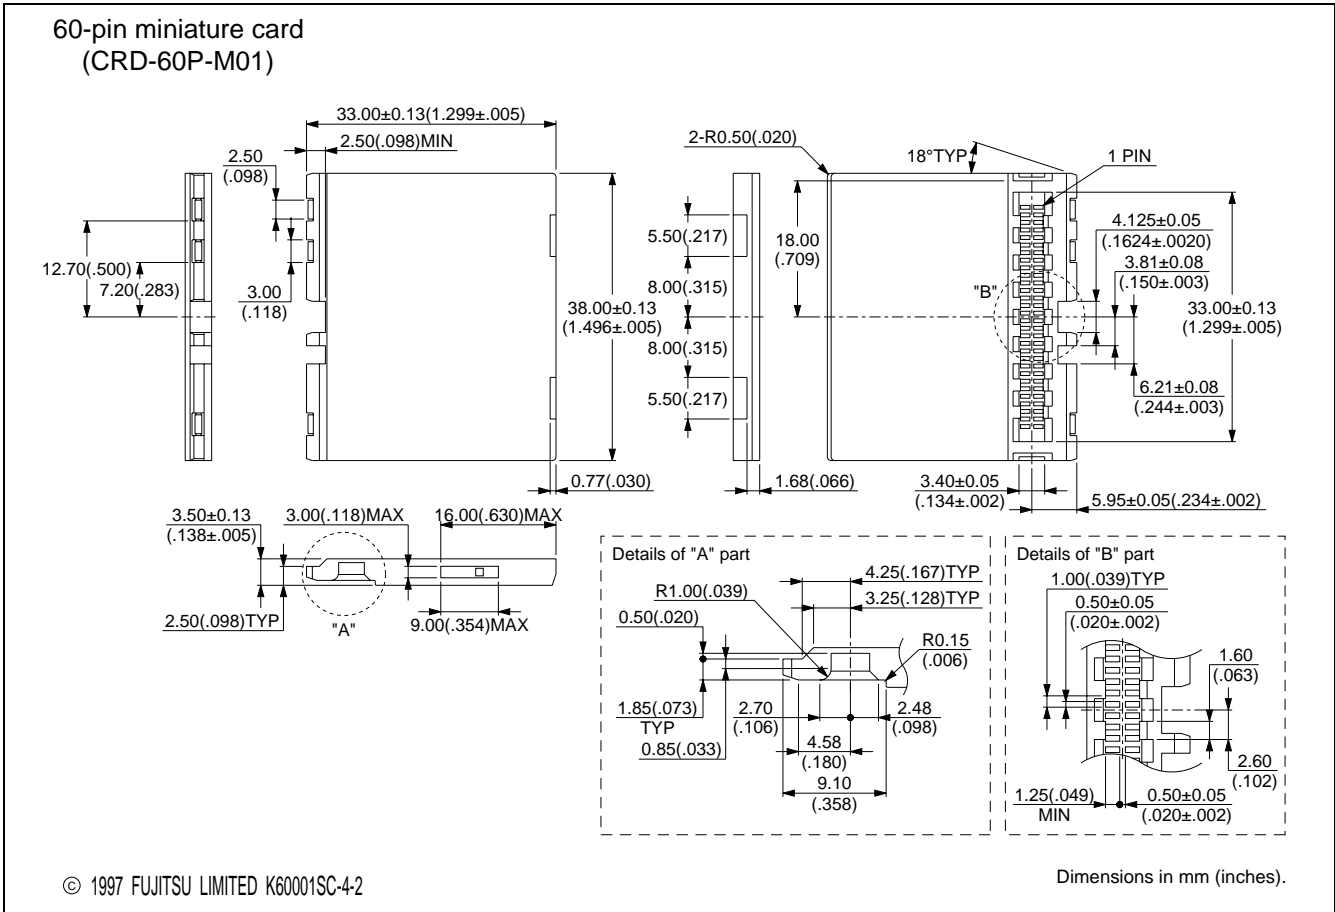 60-pin miniature card
(CRD-60P-M01)
33.00±0.13(1.299±.005)
2.50(.098)MIN
2.50
(.098)
12.70(.500)
7.20(.283)
3.00
(.118)
38.00±0.13
(1.496±.005)
0.77(.030)
2-R0.50(.020)
18°TYP
1 PIN
5.50(.217)
18.00
(.709)
8.00(.315)
8.00(.315)
5.50(.217)
"B"
4.125±0.05
(.1624±.0020)
3.81±0.08
(.150±.003)
33.00±0.13
(1.299±.005)
6.21±0.08
(.244±.003)
1.68(.066)
3.40±0.05
(.134±.002)
5.95±0.05(.234±.002)
3.50±0.13
(.138±.005)
3.00(.118)MAX
16.00(.630)MAX
2.50(.098)TYP
"A"
9.00(.354)MAX
Details of "A" part
4.25(.167)TYP
R1.00(.039)
3.25(.128)TYP
0.50(.020)
R0.15
(.006)
1.85(.073)
TYP
0.85(.033)
2.70
(.106)
2.48
(.098)
4.58
(.180)
9.10
(.358)
Details of "B" part
1.00(.039)TYP
0.50±0.05
(.020±.002)
1.60
(.063)
2.60
(.102)
1.25(.049)
MIN
0.50±0.05
(.020±.002)
© 1997 FUJITSU LIMITED K60001SC-4-2
Dimensions in mm (inches).